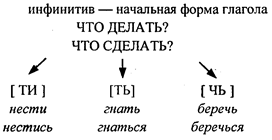 инфинитив — начальная форма глагола
ЧТО ДЕЛАТЬ?
ЧТО СДЕЛАТЬ?
[ ТИ ] [ТЬ] [ ЧЬ ]
нести гнать беречь
нестись гнаться беречься